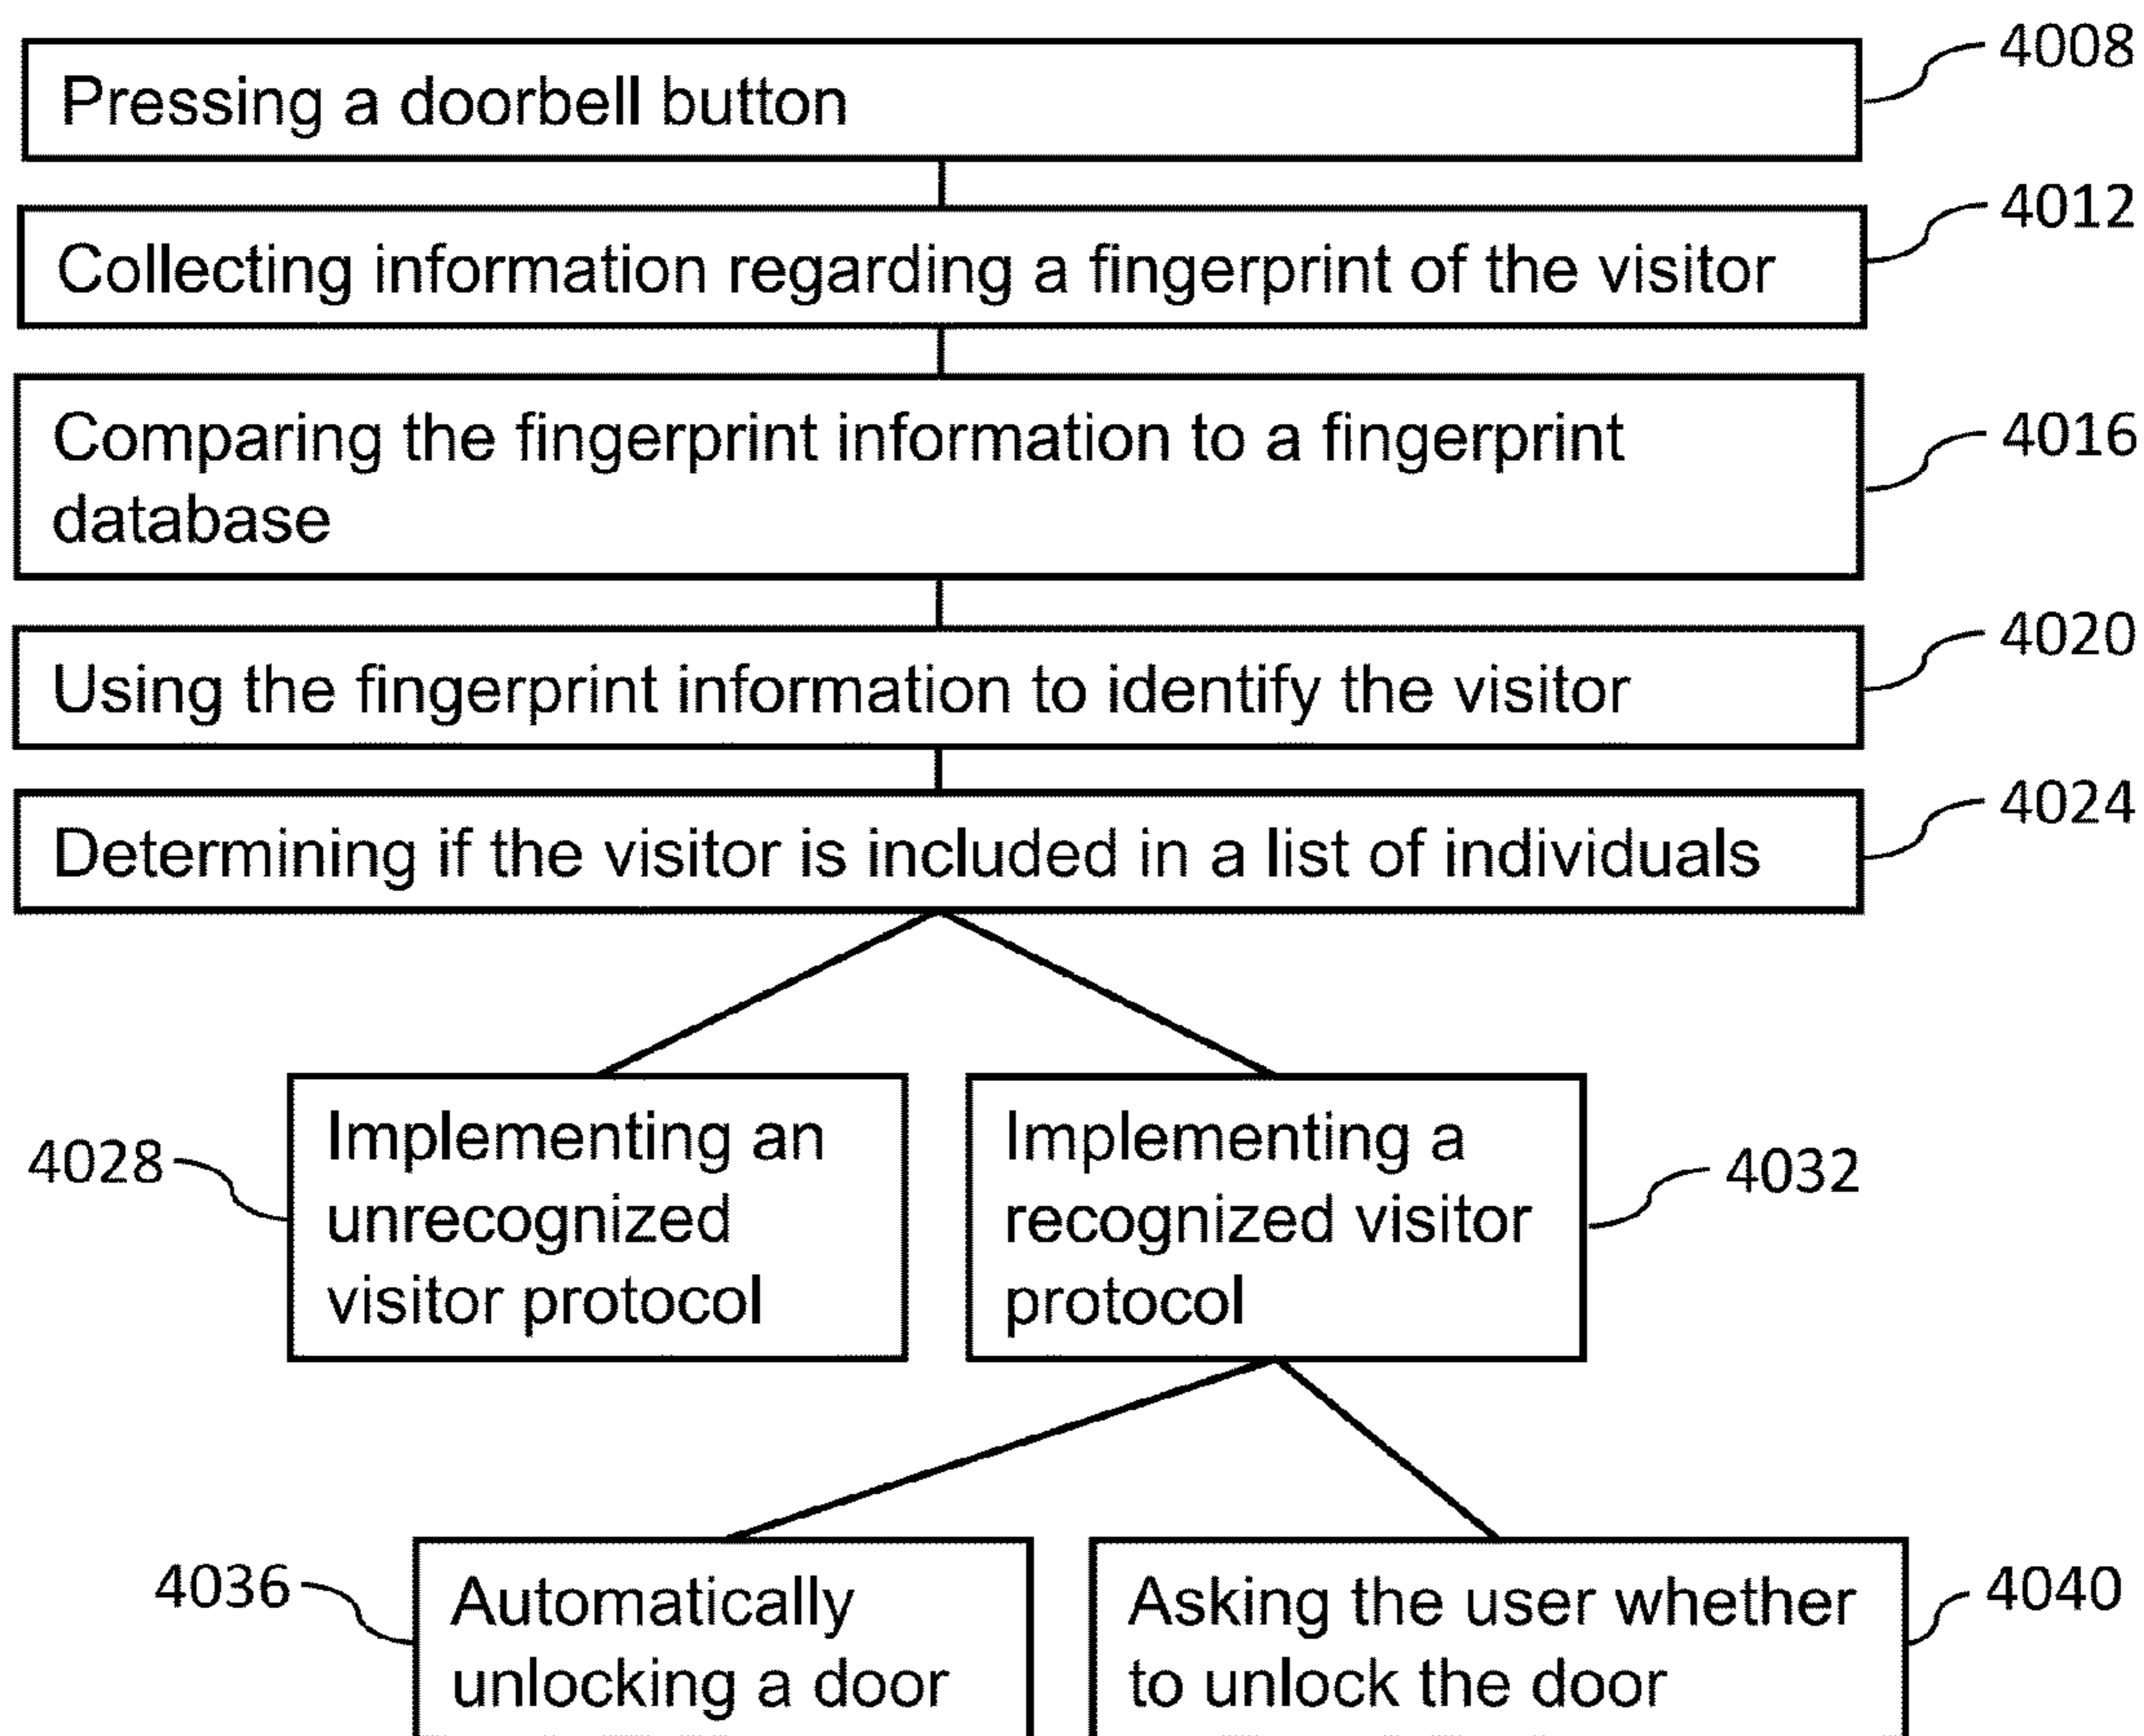 4008
Pressing a doorbell button
4012
Collecting information regarding a fingerprint of the visitor
Comparing the fingerprint information to a fingerprint
4016
database
4020
Using the fingerprint information to identify the visitor
4024
Determining if the visitor is included in a list of individuals
4028
Implementing an
unrecognized
visitor protocol
Implementing a
recognized visitor
protocol
4032
4036
Automatically
unlocking a door
Asking the user whether
to unlock the door
4040